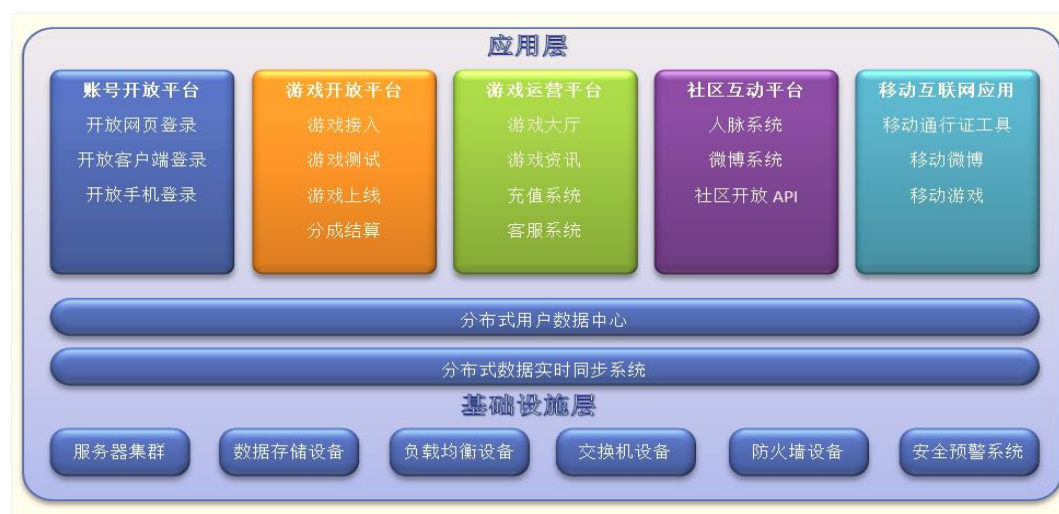 应用层
账号开放平台
开放网页登录
开放客户端登录
开放手机登录
游戏开放平台
游戏接入
游戏测试
游戏上线
分成结算
游戏运营平台
游戏大厅
游戏资讯
充值系统
客服系统
社区互动平台
人脉系统
微博系统
社区开放 API
移动互联网应用
移动通行证工具
移动微博
移动游戏
分布式用户数据中心
分布式数据实时同步系统
基础设施层
服务器集群
数据存储设备
负载均衡设备
交换机设备
防火墙设备
安全预警系统